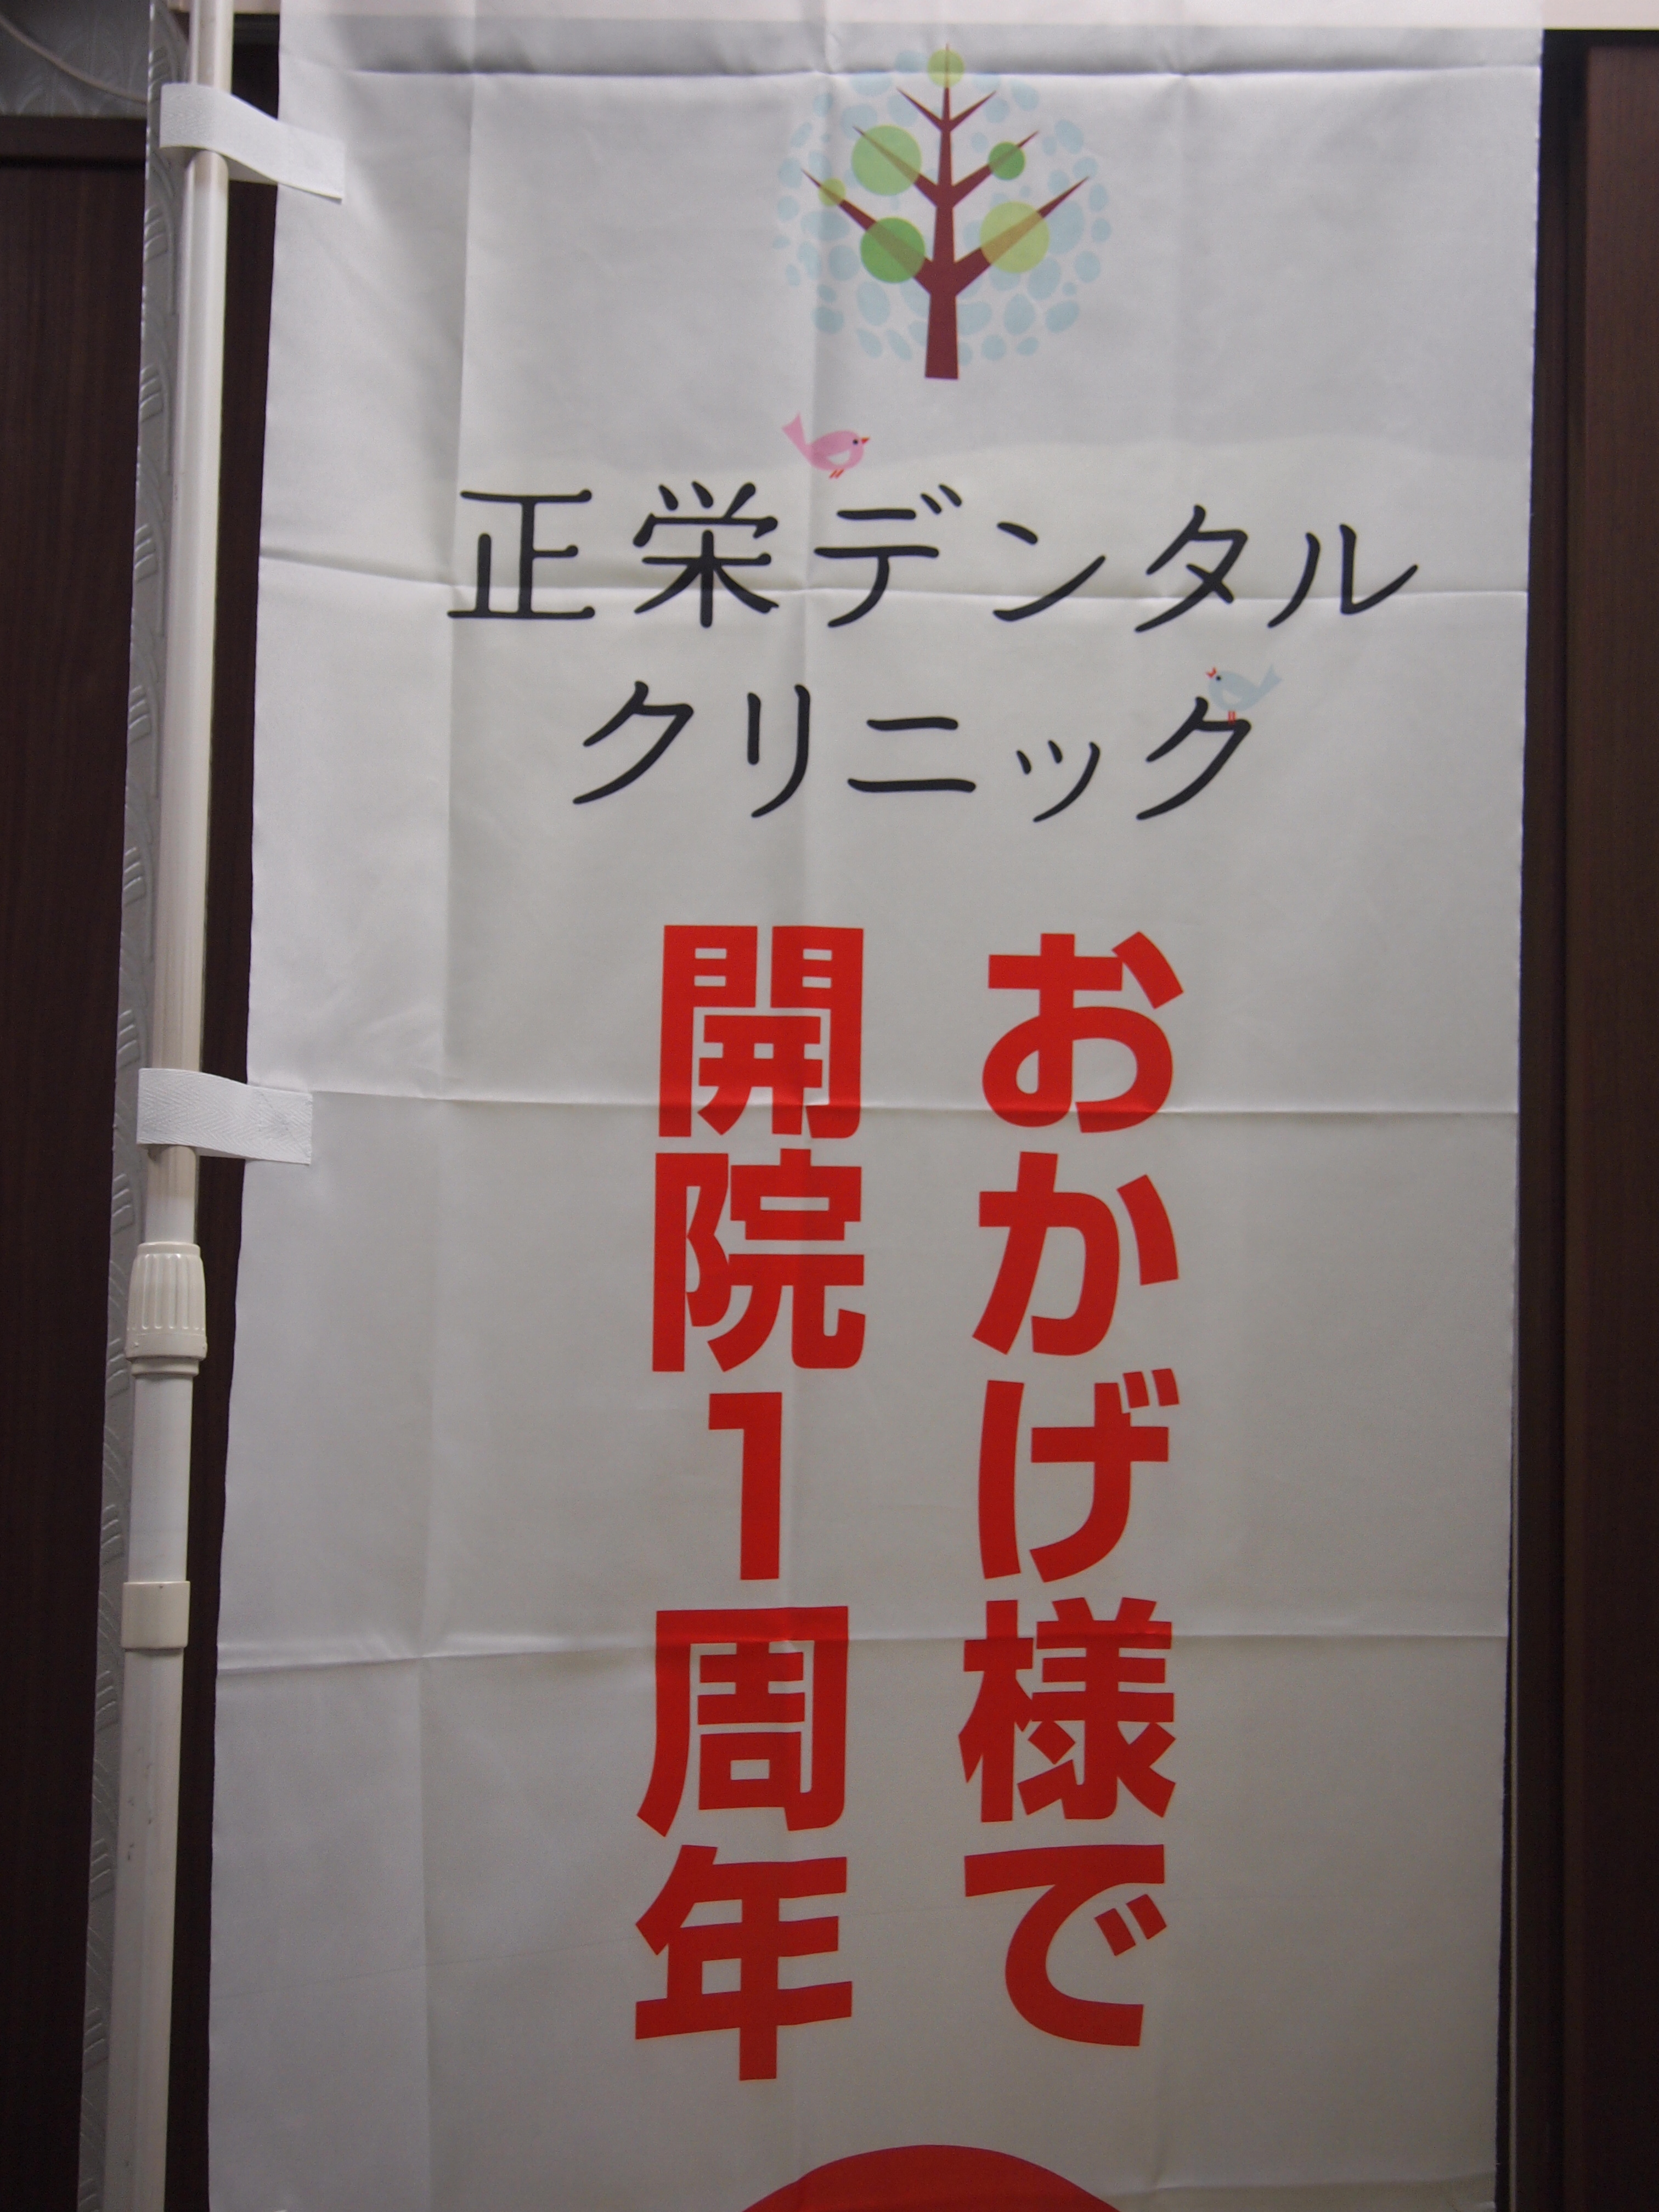 正栄デンタル
クリニック
おかげ様で
開院1周年